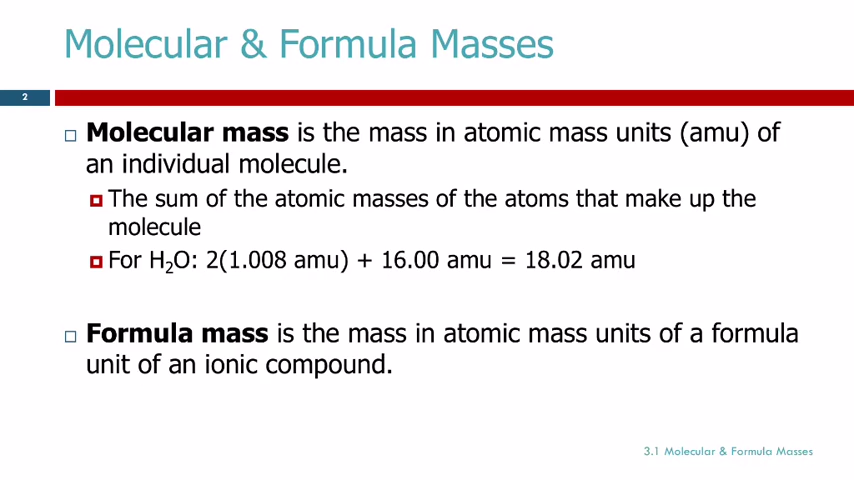 Molecular & Formula Masses
2
Molecular mass is the mass in atomic mass units (amu) of
an individual molecule.
The sum of the atomic masses of the atoms that make up the
molecule
For H₂O: 2(1.008 amu) + 16.00 amu = 18.02 amu
Formula mass is the mass in atomic mass units of a formula
unit of an ionic compound.
3.1 Molecular & Formula Masses